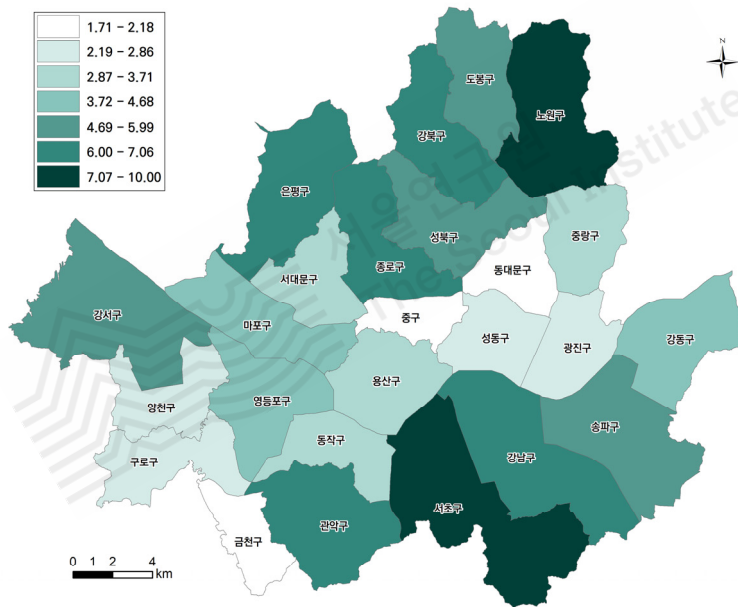 1.71 – 2.18
2.19 – 2.86
2.87 – 3.71
3.72 – 4.68
4.69 – 5.99
6.00 – 7.06
7.07 – 10.00
N
도봉구
노원구
강북구
은평구
성북구
중랑구
종로구
서대문구
동대문구
강서구
마포구
중구
성동구
광진구
강동구
용산구
양천구
영등포구
송파구
동작구
강남구
구로구
서초구
관악구
금천구
0 1 2 4
km
서울연구원
The Seoul Institute